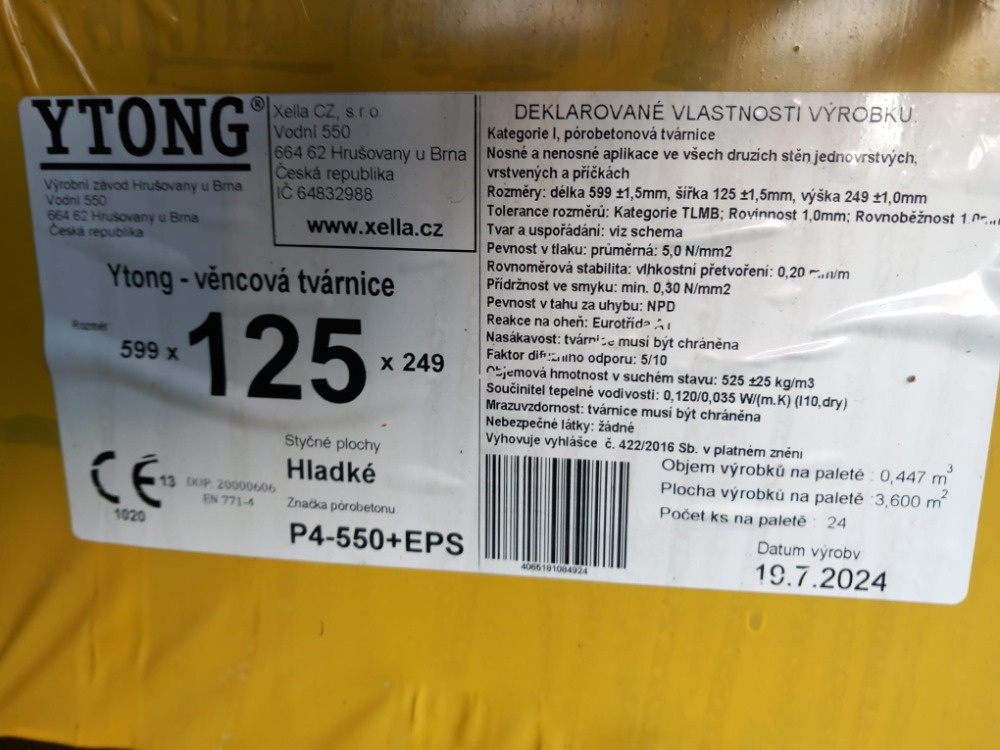 YTONG®
Výrobní závod Hrušovany u Brna
Vodní 550
664 62 Hrušovany u Brna
Česká republika
Xella CZ, s.r.o.
Vodní 550
664 62 Hrušovany u Brna
Česká republika
IČ 64832988
www.xella.cz
Ytong - věncová tvárnice
Rozměr
599 x 125 x 249
Styčné plochy
Hladké
CE 13 DOP: 20000606
EN 771-4
1020
Značka pórobetonu
P4-550+EPS
DEKLAROVANÉ VLASTNOSTI VÝROBKU
Kategorie I, pórobetonová tvárnice
Nosné a nenosné aplikace ve všech druzích stěn jednovrstvých,
vrstvených a příčkách
Rozměry: délka 599 ±1,5mm, šířka 125 ±1,5mm, výška 249 ±1,0mm
Tolerance rozměrů: Kategorie TLMB; Rovinnost 1,0mm; Rovnoběžnost
Tvar a uspořádání: viz schema
Pevnost v tlaku: průměrná: 5,0 N/mm2
Rovnoměrová stabilita: vlhkostní přetvoření: 0,20
Přídržnost ve smyku: min. 0,30 N/mm2
Pevnost v tahu za uhybu: NPD
Reakce na oheň: Eurotřída
Nasákavost: tvárnice musí být chráněna
Faktor difuzního odporu: 5/10
Objemová hmotnost v suchém stavu: 525 ±25 kg/m3
Součinitel tepelné vodivosti: 0,120/0,035 W/(m.K) (l10,dry)
Mrazuvzdornost: tvárnice musí být chráněna
Nebezpečné látky: žádné
Vyhovuje vyhlášce č. 422/2016 Sb. v platném znění
4065181084924
Objem výrobků na paletě : 0,447 m³
Plocha výrobků na paletě : 3,600 m²
Počet ks na paletě : 24
Datum výroby
19.7.2024